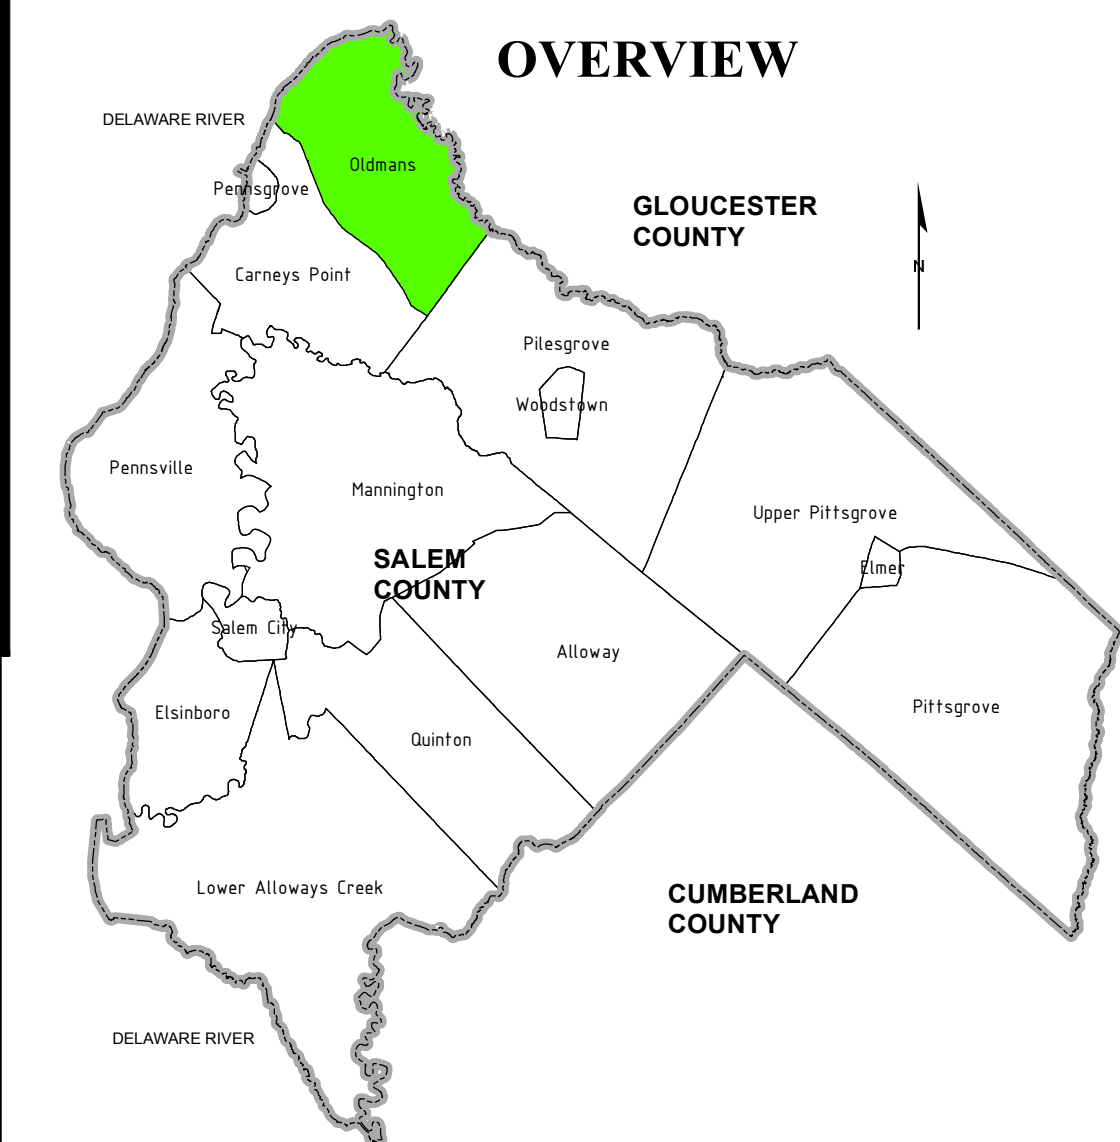 OVERVIEW
DELAWARE RIVER
Oldmans
Pennsgrove
GLOUCESTER
COUNTY
N
Carneys Point
Pilesgrove
Woodstown
Pennsville
Mannington
Upper Pittsgrove
SALEM
COUNTY
Elmer
Salem City
Alloway
Elsinboro
Pittsgrove
Quinton
Lower Alloways Creek
CUMBERLAND
COUNTY
DELAWARE RIVER